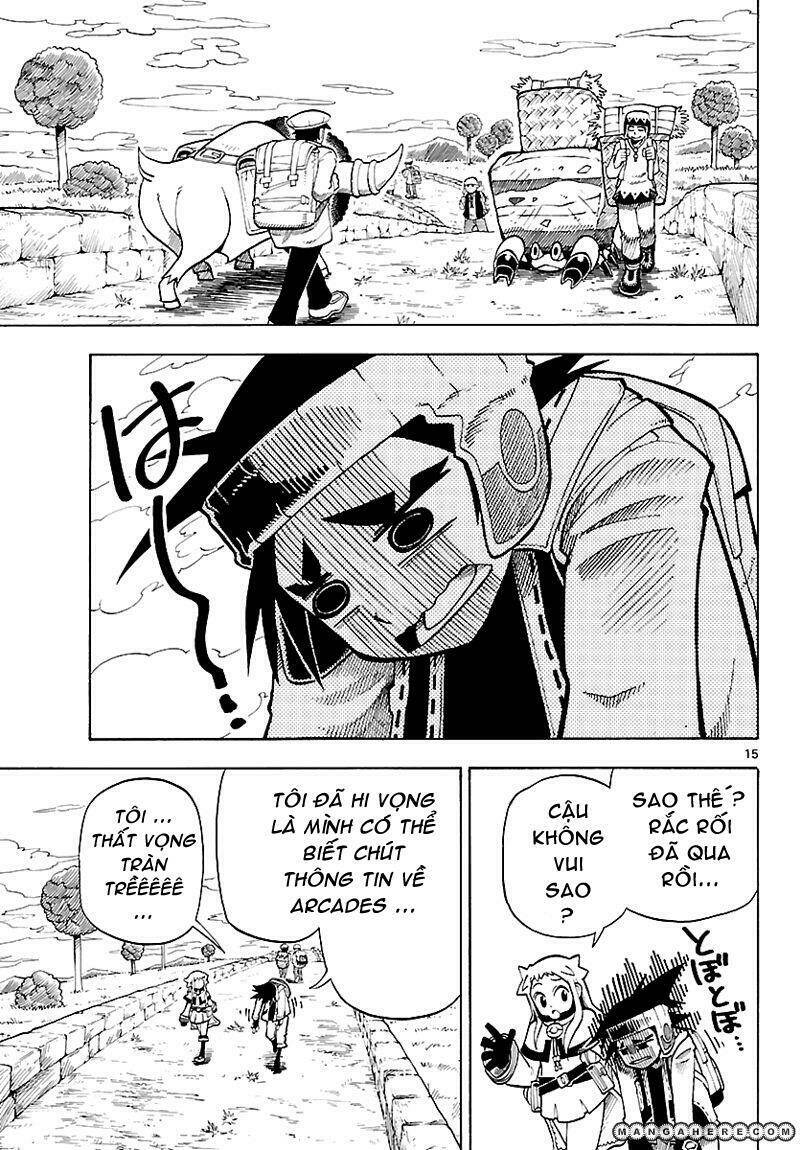 は〜…
15
SAO THẾ?
RẮC RỐI
ĐÃ QUA
RỒI...
CẬU
KHÔNG
VUI
SAO
?
とぼとぼ...
TÔI ĐÃ HI VỌNG
LÀ MÌNH CÓ THỂ
BIẾT CHÚT
THÔNG TIN VỀ
ARCADES ...
TÔI ...
THẤT VỌNG
TRÀN
TRỀÊÊÊÊ
...
MANGAHERE.COM